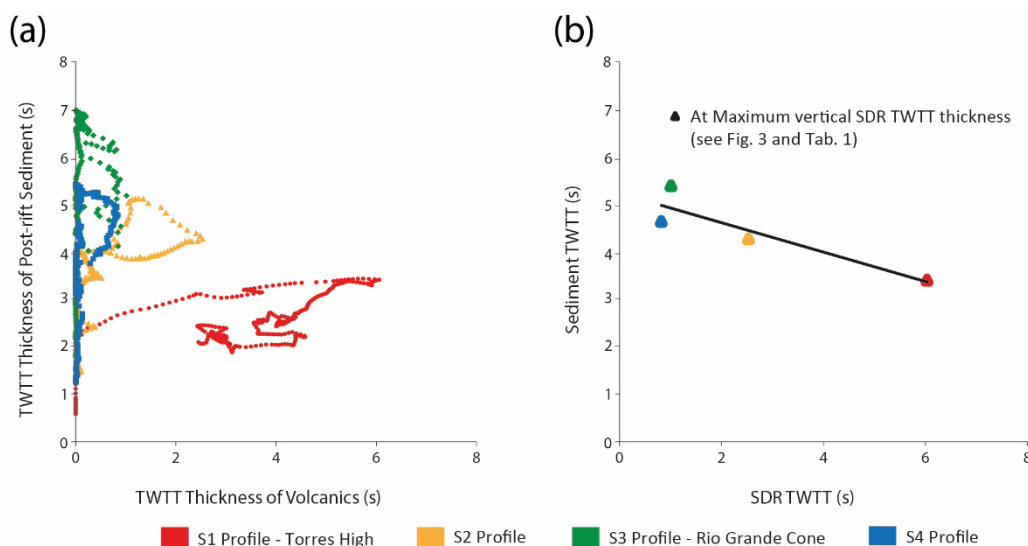 (a)
TWTT Thickness of Post-rift Sediment (s)
8
7
6
5
4
3
2
1
0
0 2 4 6 8
TWTT Thickness of Volcanics (s)
(b)
Sediment TWTT (s)
8
7
6
5
4
3
2
1
0
At Maximum vertical SDR TWTT thickness
(see Fig. 3 and Tab. 1)
0 2 4 6 8
SDR TWTT (s)
S1 Profile - Torres High S2 Profile S3 Profile - Rio Grande Cone S4 Profile